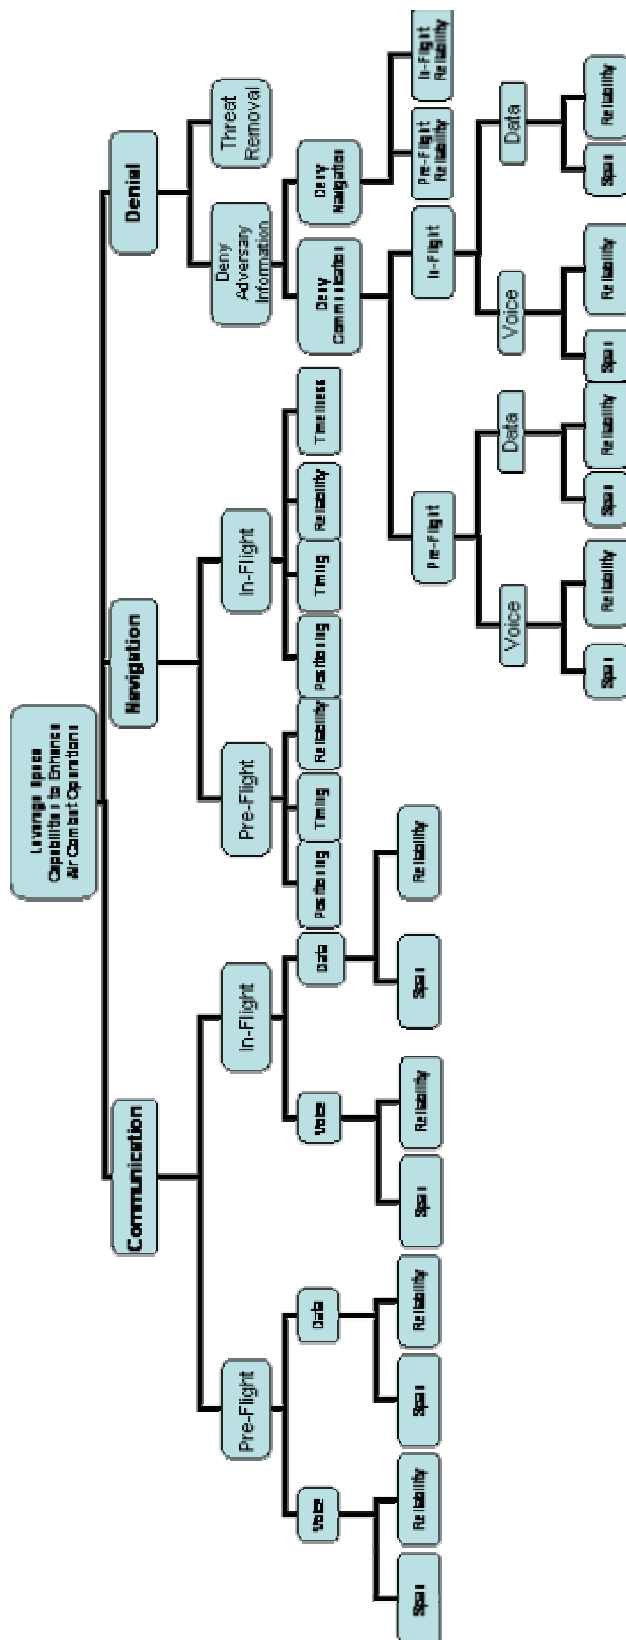 Leverage Space
Capabilities to Enhance
Air Combat Operations
Communication
Navigation
Denial
Pre-Flight
In-Flight
Pre-Flight
In-Flight
Deny
Adversary
Information
Threat
Removal
Voice
Data
Voice
Data
Positioning
Timing
Reliability
Positioning
Timing
Reliability
Timeliness
Deny
Communication
Deny
Navigation
Span
Reliability
Span
Reliability
Span
Reliability
Span
Reliability
Pre-Flight
In-Flight
Pre-Flight
Reliability
In-Flight
Reliability
Voice
Data
Voice
Data
Span
Reliability
Span
Reliability
Span
Reliability
Span
Reliability